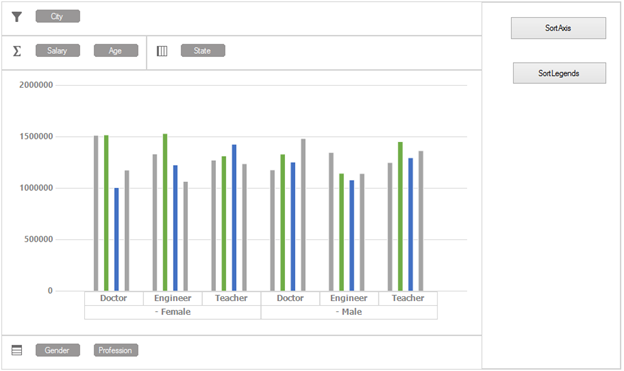 City
Σ Salary Age State
SortAxis
SortLegends
2000000
1500000
1000000
500000
0
Doctor Engineer Teacher Doctor Engineer Teacher
- Female - Male
Gender Profession